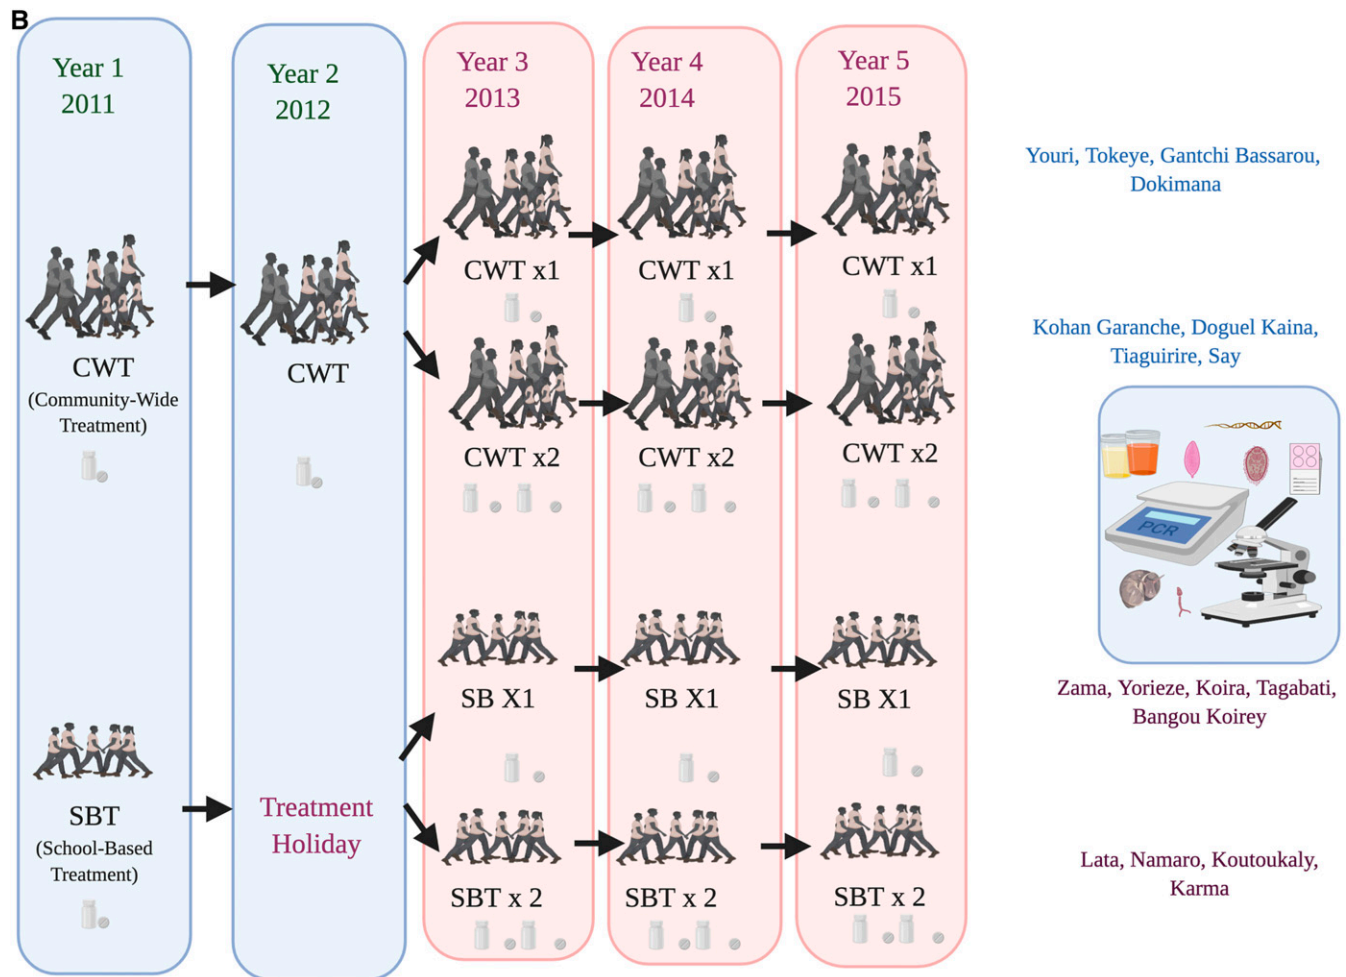 B
Year 1
2011
Year 2
2012
Year 3
2013
Year 4
2014
Year 5
2015
Youri, Tokeye, Gantchi Bassarou,
Dokimana
CWT x1
CWT x1
CWT x1
CWT
(Community-Wide
Treatment)
CWT
Kohan Garanche, Doguel Kaina,
Tiaguirire, Say
CWT x2
CWT x2
CWT x2
PCR
SB X1
SB X1
SB X1
Zama, Yorieze, Koira, Tagabati,
Bangou Koirey
SBT
(School-Based
Treatment)
Treatment
Holiday
SBT x 2
SBT x 2
SBT x 2
Lata, Namaro, Koutoukaly,
Karma